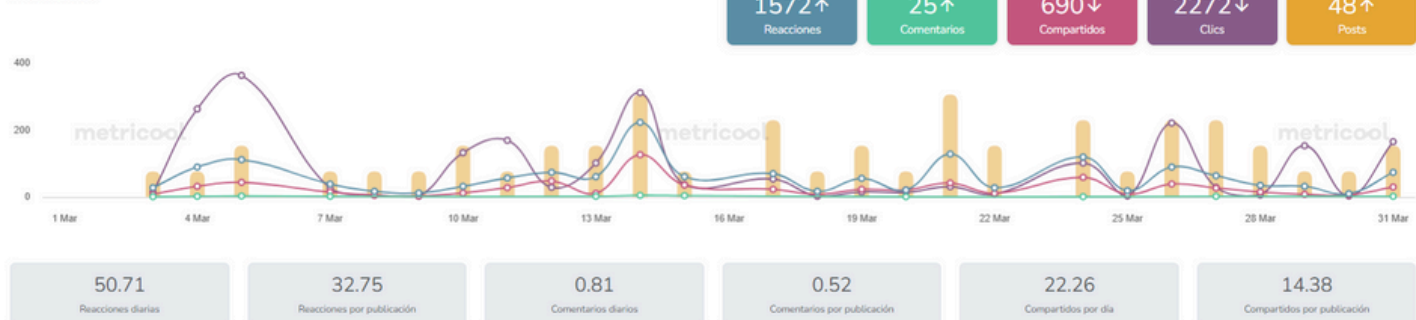 1572↑ 25↑ 690↓ 2272↓ 48↑
Reacciones Comentarios Compartidos Clics Posts
400
200
0
metricool metricool metricool
1 Mar 4 Mar 7 Mar 10 Mar 13 Mar 16 Mar 19 Mar 22 Mar 25 Mar 28 Mar 31 Mar
50.71 32.75 0.81 0.52 22.26 14.38
Reacciones diarias Reacciones por publicación Comentarios diarios Comentarios por publicación Compartidos por día Compartidos por publicación